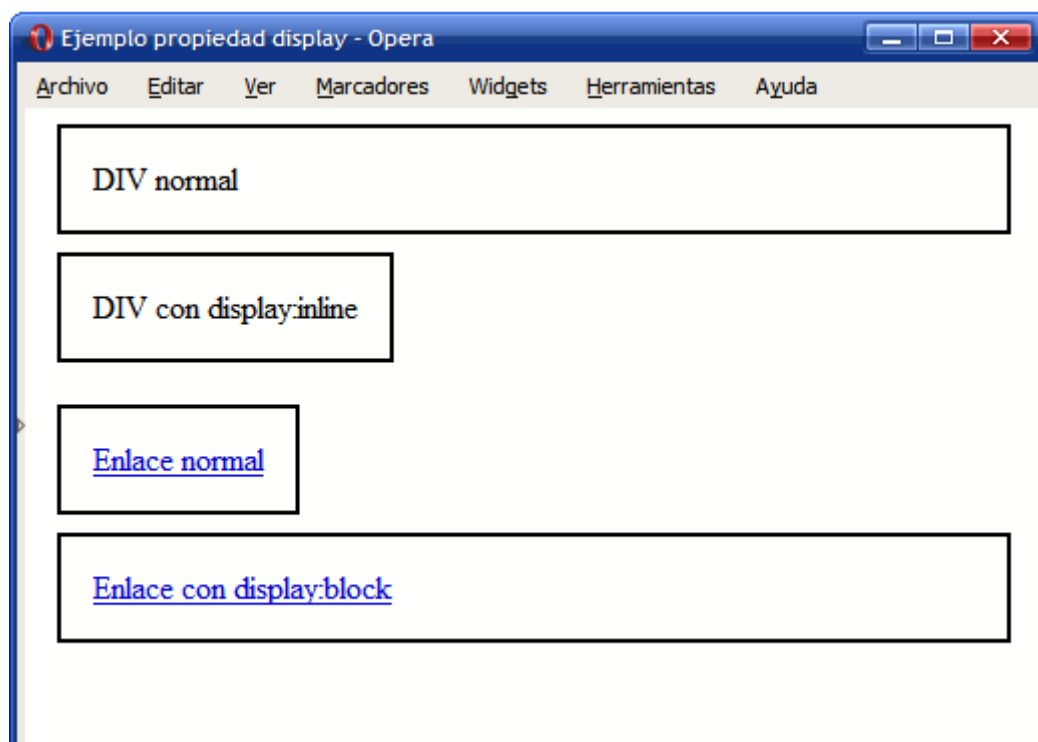 Ejemplo propiedad display - Opera
Archivo Editar Ver Marcadores Widgets Herramientas Ayuda
DIV normal
DIV con display:inline
Enlace normal
Enlace con display:block